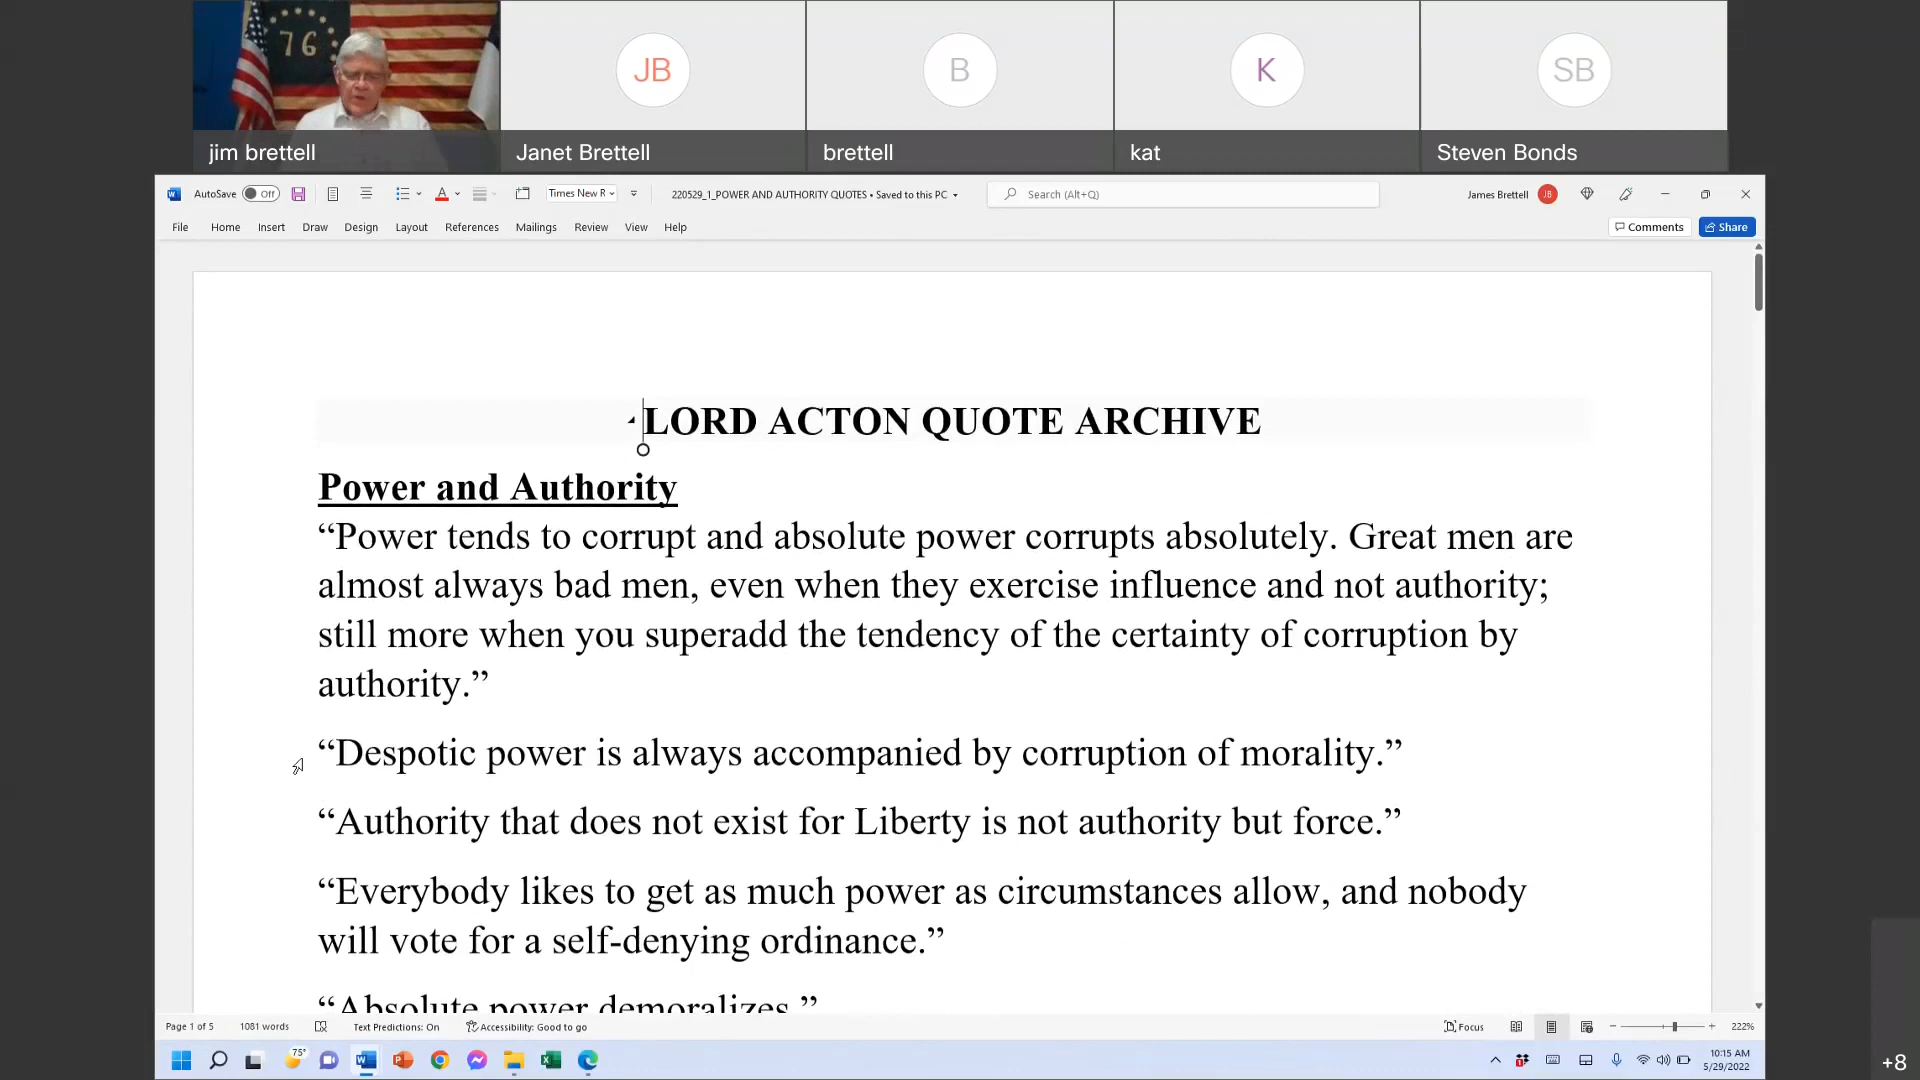 76
JB
B
K
SB
jim brettell
Janet Brettell
brettell
kat
Steven Bonds
AutoSave Off
Times New R
220529_1_POWER AND AUTHORITY QUOTES • Saved to this PC
Search (Alt+Q)
James Brettell
JB
File Home Insert Draw Design Layout References Mailings Review View Help
Comments
Share
LORD ACTON QUOTE ARCHIVE
Power and Authority
“Power tends to corrupt and absolute power corrupts absolutely. Great men are
almost always bad men, even when they exercise influence and not authority;
still more when you superadd the tendency of the certainty of corruption by
authority.”
“Despotic power is always accompanied by corruption of morality.”
“Authority that does not exist for Liberty is not authority but force.”
“Everybody likes to get as much power as circumstances allow, and nobody
will vote for a self-denying ordinance.”
“Absolute power demoralizes.”
Page 1 of 5 1081 words Text Predictions: On Accessibility: Good to go
Focus
222%
75°
10:15 AM
5/29/2022
+8